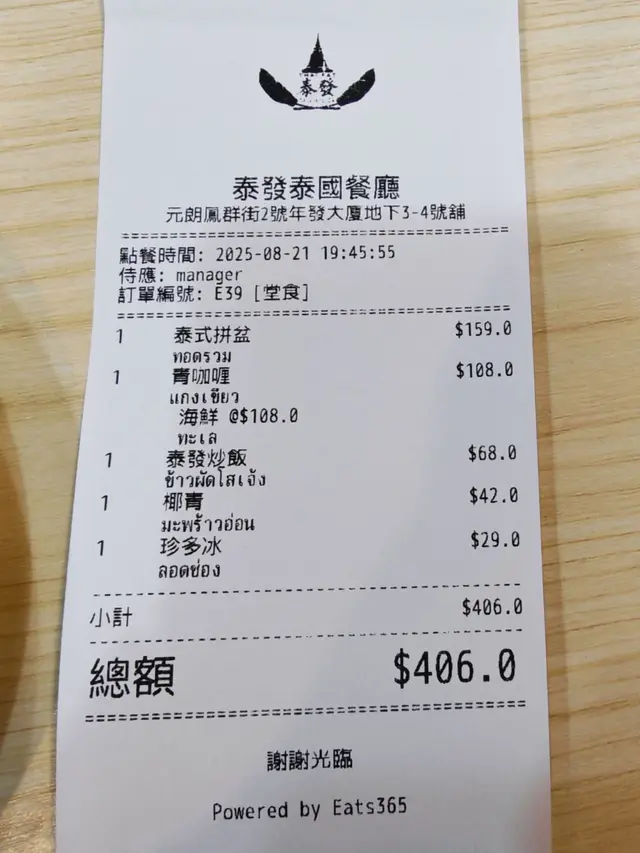 泰發
泰發泰國餐廳
元朗鳳群街2號年發大廈地下3-4號舖
點餐時間: 2025-08-21 19:45:55
侍應: manager
訂單編號: E39 [堂食]
1 泰式拼盆 $159.0
ทอดรวม
1 青咖喱 $108.0
แกงเขียว
海鮮 @$108.0
ทะเล
1 泰發炒飯 $68.0
ข้าวผัดโสเจ้ง
1 椰青 $42.0
มะพร้าวอ่อน
1 珍多冰 $29.0
ลอดช่อง
小計 $406.0
總額 $406.0
謝謝光臨
Powered by Eats365